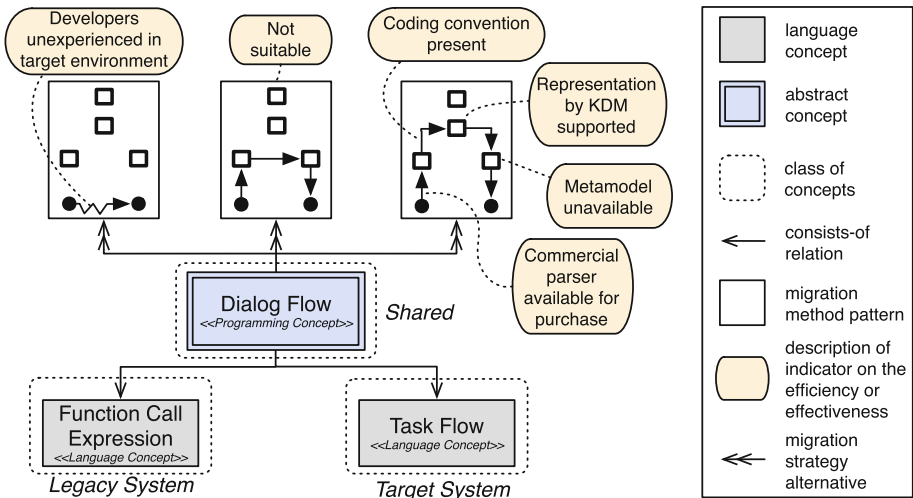 Developers
unexperienced in
target environment
Not
suitable
Coding convention
present
Representation
by KDM
supported
Metamodel
unavailable
Commercial
parser
available for
purchase
Dialog Flow
<<Programming Concept>>
Shared
Function Call
Expression
<<Language Concept>>
Legacy System
Task Flow
<<Language Concept>>
Target System
language
concept
abstract
concept
class of
concepts
consists-of
relation
migration
method pattern
description of
indicator on the
efficiency or
effectiveness
migration
strategy
alternative